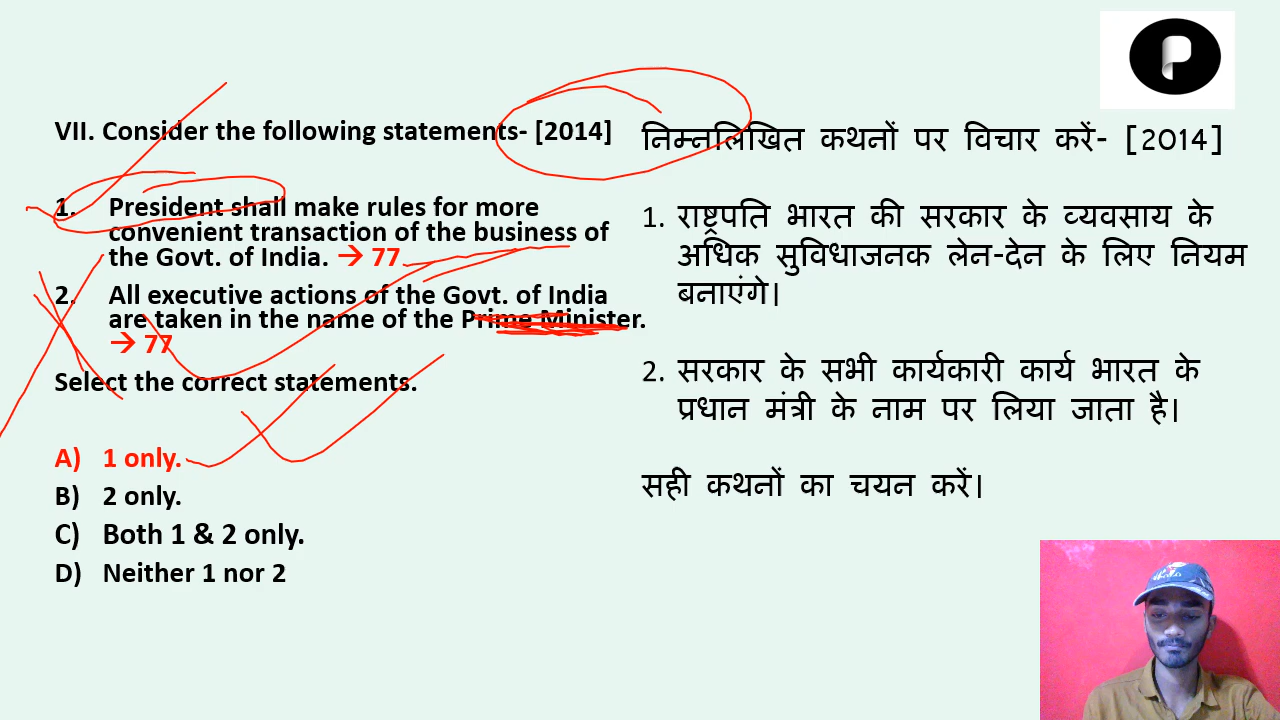 VII. Consider the following statements- [2014]
1. President shall make rules for more
convenient transaction of the business of
the Govt. of India. → 77
2. All executive actions of the Govt. of India
are taken in the name of the Prime Minister.
→ 77
Select the correct statements.
A) 1 only.
B) 2 only.
C) Both 1 & 2 only.
D) Neither 1 nor 2
निम्नलिखित कथनों पर विचार करें- [2014]
1. राष्ट्रपति भारत की सरकार के व्यवसाय के
अधिक सुविधाजनक लेन-देन के लिए नियम
बनाएंगे।
2. सरकार के सभी कार्यकारी कार्य भारत के
प्रधान मंत्री के नाम पर लिया जाता है।
सही कथनों का चयन करें।
P